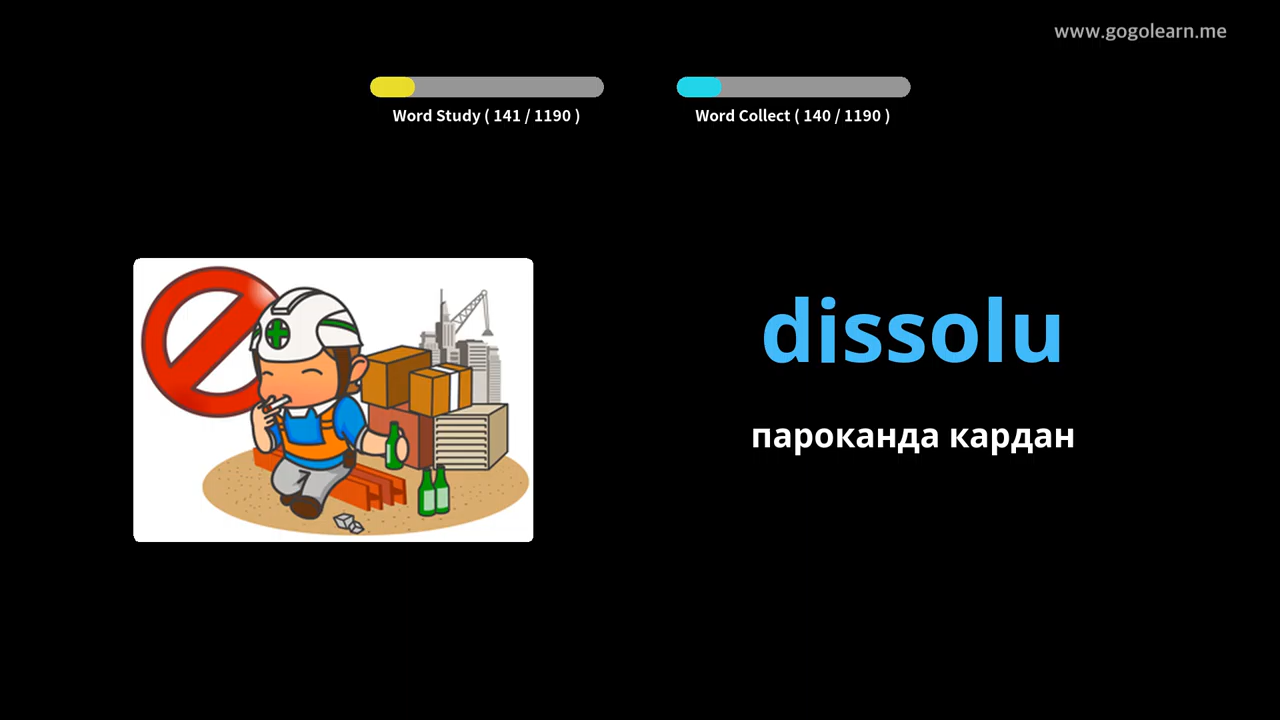 www.gogolearn.me
Word Study ( 141 / 1190 )
Word Collect ( 140 / 1190 )
dissolu
пароканда кардан